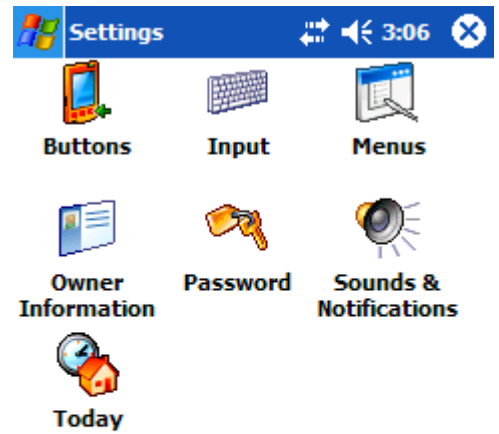 Settings 3:06
Buttons Input Menus
Owner Information Password Sounds & Notifications
Today